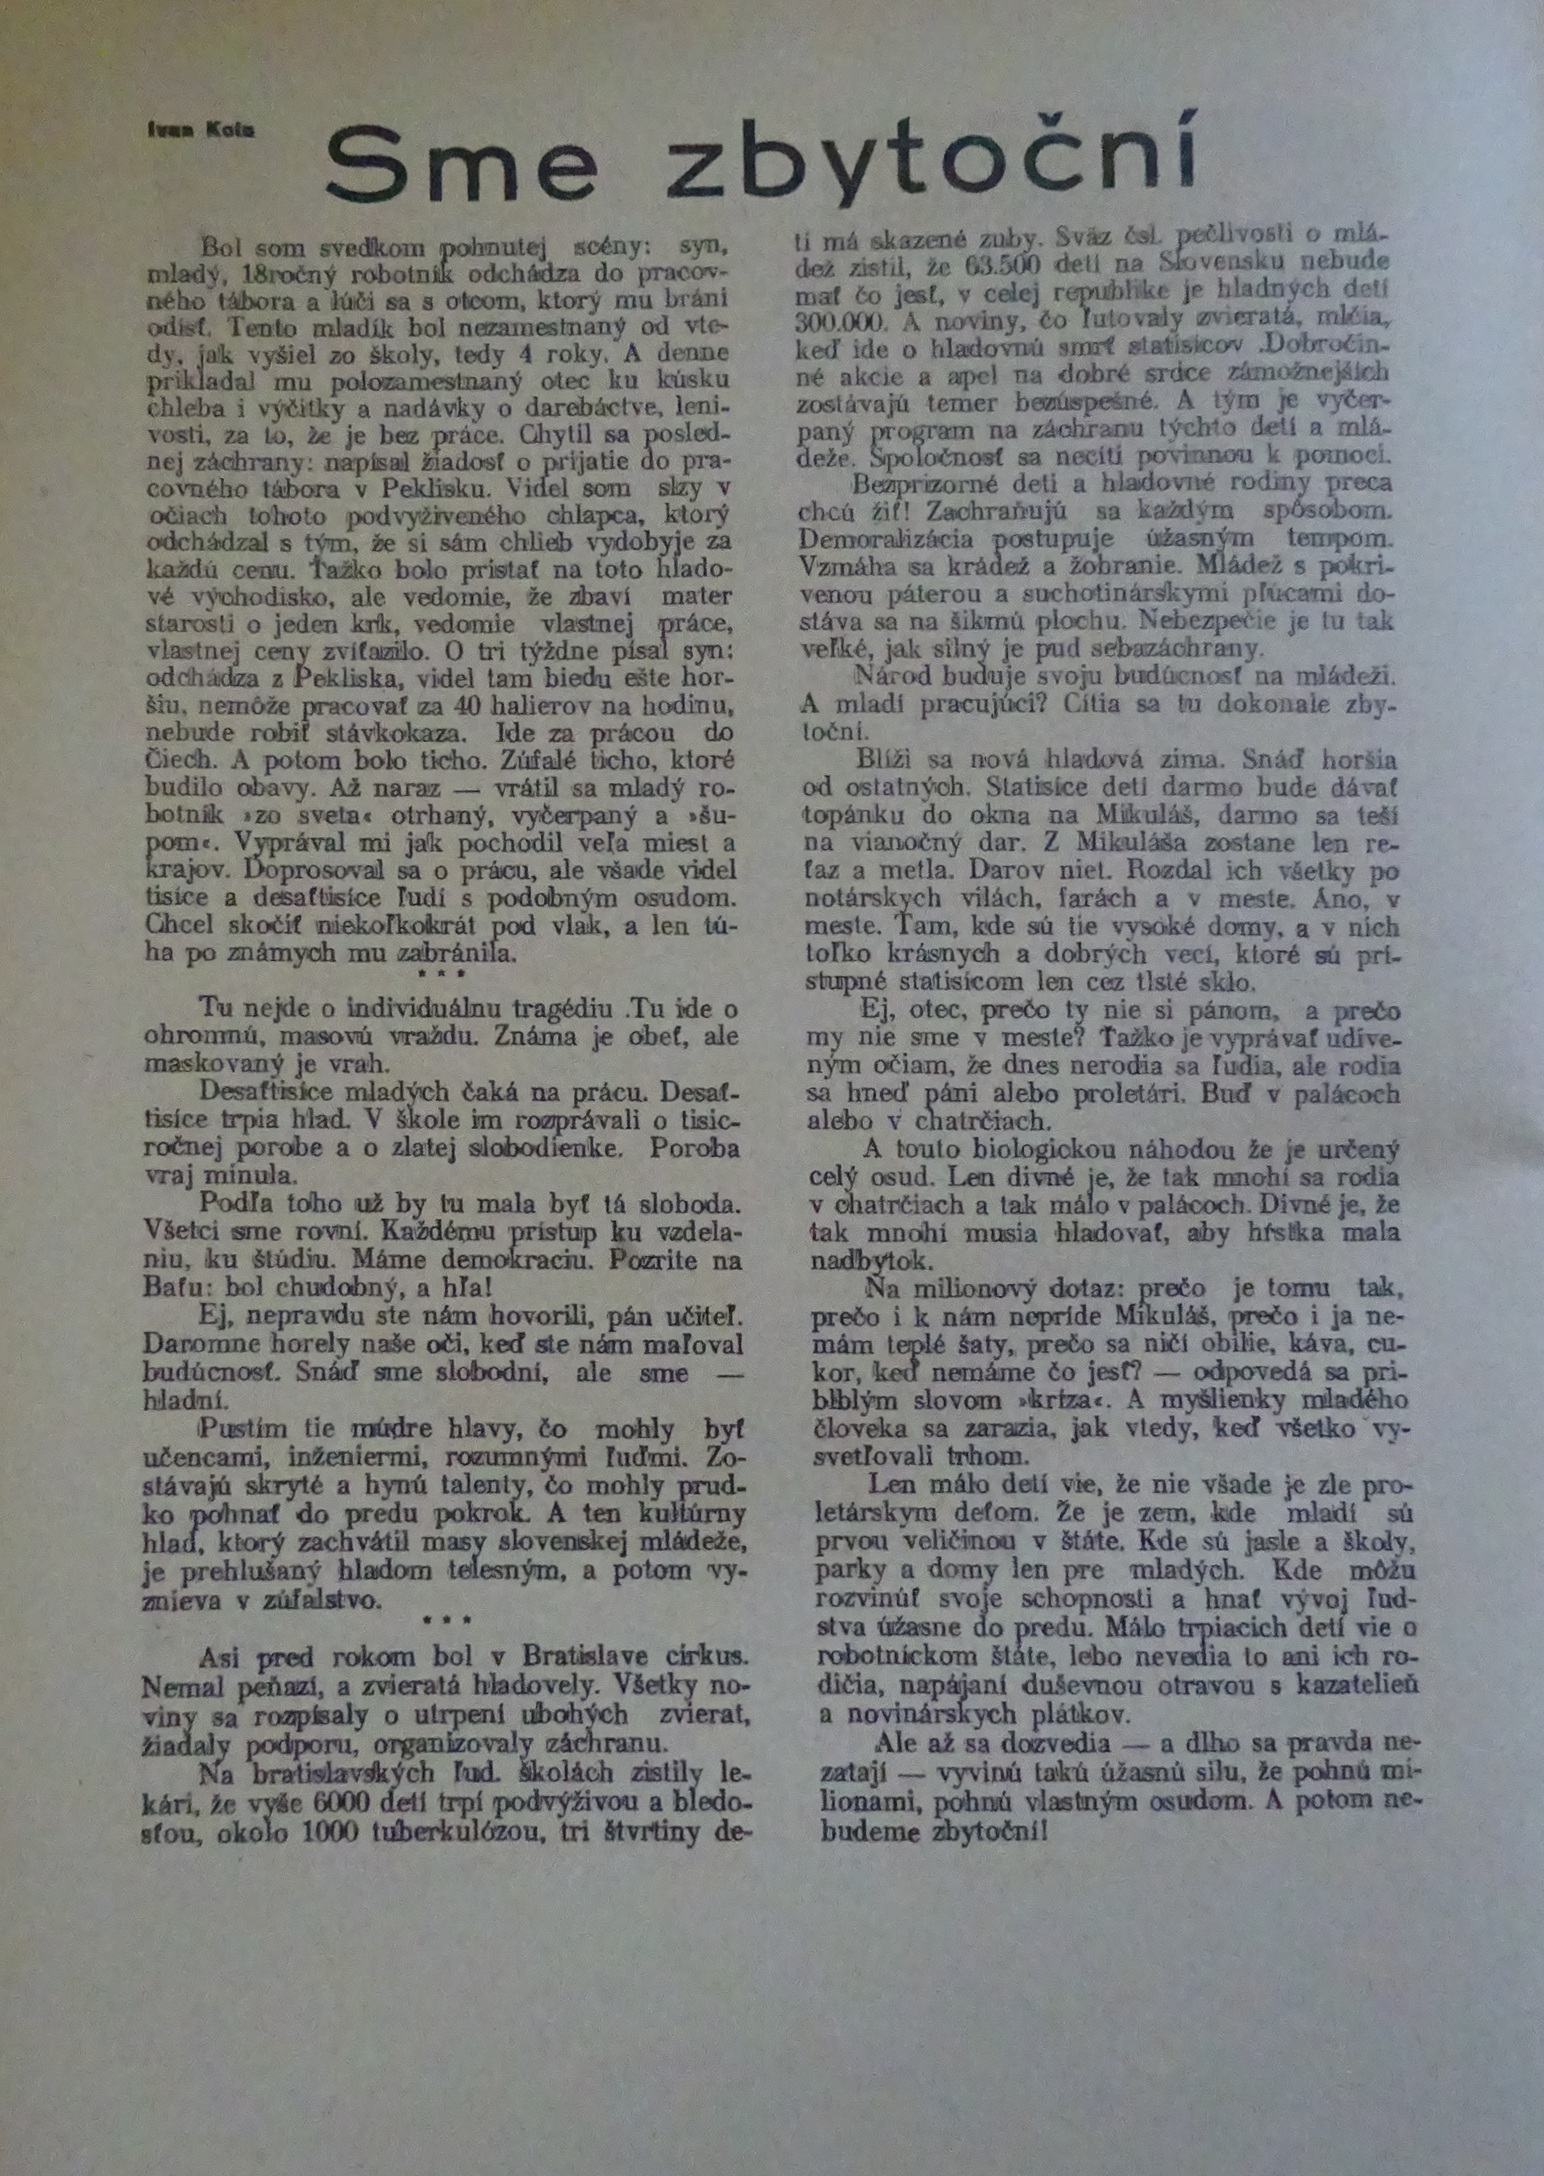 Ivan Kola
Sme zbytoční
Bol som svedkom pohnutej scény: syn,
mladý, 18ročný robotník odchádza do pracov-
ného tábora a lúči sa s otcom, ktorý mu bráni
odísť. Tento mladík bol nezamestnaný od vte-
dy, jak vyšiel zo školy, tedy 4 roky. A denne
prikladal mu polozamestnaný otec ku kúsku
chleba i výčitky a nadávky o darebáctve, leni-
vosti, za to, že je bez práce. Chytil sa posled-
nej záchrany: napísal žiadosť o prijatie do pra-
covného tábora v Peklisku. Videl som slzy v
očiach tohoto podvyživeného chlapca, ktorý
odchádzal s tým, že si sám chlieb vydobyje za
každú cenu. Ťažko bolo pristať na toto hlado-
vé východisko, ale vedomie, že zbaví mater
starosti o jeden krk, vedomie vlastnej práce,
vlastnej ceny zvíťazilo. O tri týždne písal syn:
odchádza z Pekliska, videl tam biedu ešte hor-
šiu, nemôže pracovať za 40 halierov na hodinu,
nebude robiť stávkokaza. Ide za prácou do
Čiech. A potom bolo ticho. Zúfalé ticho, ktoré
budilo obavy. Až naraz — vrátil sa mladý ro-
botník »zo sveta« otrhaný, vyčerpaný a »šu-
pom«. Vyprával mi jak pochodil veľa miest a
krajov. Doprosoval sa o prácu, ale všade videl
tisíce a desaťtisíce ľudí s podobným osudom.
Chcel skočiť niekoľkokrát pod vlak, a len tú-
ha po známych mu zabránila.
* * *
Tu nejde o individuálnu tragédiu .Tu ide o
ohromnú, masovú vraždu. Známa je obeť, ale
maskovaný je vrah.
Desaťtisíce mladých čaká na prácu. Desať-
tisíce trpia hlad. V škole im rozprávali o tisíc-
ročnej porobe a o zlatej slobodienke. Poroba
vraj minula.
Podľa toho už by tu mala byť tá sloboda.
Všetci sme rovní. Každému prístup ku vzdela-
niu, ku štúdiu. Máme demokraciu. Pozrite na
Baťu: bol chudobný, a hľa!
Ej, nepravdu ste nám hovorili, pán učiteľ.
Daromne horely naše oči, keď ste nám maľoval
budúcnosť. Snáď sme slobodní, ale sme —
hladní.
Pustím tie múdre hlavy, čo mohly byť
učencami, inženiermi, rozumnými ľuďmi. Zo-
stávajú skryté a hynú talenty, čo mohly prud-
ko pohnať do predu pokrok. A ten kultúrny
hlad, ktorý zachvátil masy slovenskej mládeže,
je prehlušaný hladom telesným, a potom vy-
znieva v zúfalstvo.
* * *
Asi pred rokom bol v Bratislave cirkus.
Nemal peňazí, a zvieratá hladovely. Všetky no-
viny sa rozpísaly o utrpení ubohých zvierat,
žiadaly podporu, organizovaly záchranu.
Na bratislavských ľud. školách zistily le-
kári, že vyše 6000 detí trpí podvýživou a bledo-
sťou, okolo 1000 tuberkulózou, tri štvrtiny de-
tí má skazené zuby. Sväz čsl. pečlivosti o mlá-
dež zistil, že 63.500 detí na Slovensku nebude
mať čo jesť, v celej republike je hladných detí
300.000. A noviny, čo ľutovaly zvieratá, mlčia,
keď ide o hladovnú smrť statisícov .Dobročin-
né akcie a apel na dobré srdce zámožnejších
zostávajú temer bezúspešné. A tým je vyčer-
paný program na záchranu týchto detí a mlá-
deže. Spoločnosť sa necíti povinnou k pomoci.
Bezprizorné deti a hladovné rodiny preca
chcú žiť! Zachraňujú sa každým spôsobom.
Demoralizácia postupuje úžasným tempom.
Vzmáha sa krádež a žobranie. Mládež s pokri-
venou páterou a suchotinárskymi pľúcami do-
stáva sa na šikmú plochu. Nebezpečie je tu tak
veľké, jak silný je pud sebazáchrany.
Národ buduje svoju budúcnosť na mládeži.
A mladí pracujúci? Cítia sa tu dokonale zby-
toční.
Blíži sa nová hladová zima. Snáď horšia
od ostatných. Statisíce detí darmo bude dávať
topánku do okna na Mikuláš, darmo sa teší
na vianočný dar. Z Mikuláša zostane len re-
ťaz a metla. Darov niet. Rozdal ich všetky po
notárskych vilách, farách a v meste. Áno, v
meste. Tam, kde sú tie vysoké domy, a v nich
toľko krásnych a dobrých vecí, ktoré sú prí-
stupné statisícom len cez tlsté sklo.
Ej, otec, prečo ty nie si pánom, a prečo
my nie sme v meste? Ťažko je vyprávať udive-
ným očiam, že dnes nerodia sa ľudia, ale rodia
sa hneď páni alebo proletári. Buď v palácoch
alebo v chatrčiach.
A touto biologickou náhodou že je určený
celý osud. Len divné je, že tak mnohí sa rodia
v chatrčiach a tak málo v palácoch. Divné je, že
tak mnohí musia hladovať, aby hŕstka mala
nadbytok.
Na milionový dotaz: prečo je tomu tak,
prečo i k nám nepríde Mikuláš, prečo i ja ne-
mám teplé šaty, prečo sa ničí obilie, káva, cu-
kor, keď nemáme čo jesť? — odpovedá sa pri-
blblým slovom »kríza«. A myšlienky mladého
človeka sa zarazia, jak vtedy, keď všetko vy-
svetľovali trhom.
Len málo detí vie, že nie všade je zle pro-
letárskym deťom. Že je zem, kde mladí sú
prvou veličinou v štáte. Kde sú jasle a školy,
parky a domy len pre mladých. Kde môžu
rozvinúť svoje schopnosti a hnať vývoj ľud-
stva úžasne do predu. Málo trpiacich detí vie o
robotníckom štáte, lebo nevedia to ani ich ro-
dičia, napájaní duševnou otravou s kazatelieň
a novinárskych plátkov.
Ale až sa dozvedia — a dlho sa pravda ne-
zatají — vyvinú takú úžasnú silu, že pohnú mi-
lionami, pohnú vlastným osudom. A potom ne-
budeme zbytoční!